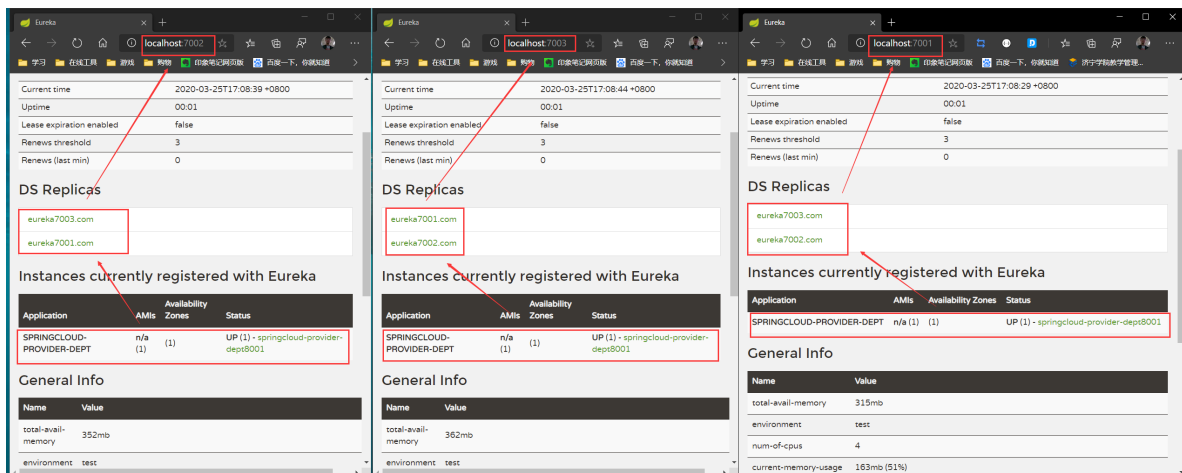 Eureka
localhost:7002
学习 在线工具 游戏 购物 印象笔记网页版 百度一下，你就知道
Current time 2020-03-25T17:08:39 +0800
Uptime 00:01
Lease expiration enabled false
Renews threshold 3
Renews (last min) 0
DS Replicas
eureka7003.com
eureka7001.com
Instances currently registered with Eureka
Application AMIs Availability Zones Status
SPRINGCLOUD-PROVIDER-DEPT n/a (1) (1) UP (1) - springcloud-provider-dept8001
General Info
Name Value
total-avail-memory 352mb
environment test
Eureka
localhost:7003
学习 在线工具 游戏 购物 印象笔记网页版 百度一下，你就知道
Current time 2020-03-25T17:08:44 +0800
Uptime 00:01
Lease expiration enabled false
Renews threshold 3
Renews (last min) 0
DS Replicas
eureka7001.com
eureka7002.com
Instances currently registered with Eureka
Application AMIs Availability Zones Status
SPRINGCLOUD-PROVIDER-DEPT n/a (1) (1) UP (1) - springcloud-provider-dept8001
General Info
Name Value
total-avail-memory 362mb
environment test
Eureka
localhost:7001
学习 在线工具 游戏 购物 印象笔记网页版 百度一下，你就知道 济宁学院教学管理...
Current time 2020-03-25T17:08:29 +0800
Uptime 00:01
Lease expiration enabled false
Renews threshold 3
Renews (last min) 0
DS Replicas
eureka7003.com
eureka7002.com
Instances currently registered with Eureka
Application AMIs Availability Zones Status
SPRINGCLOUD-PROVIDER-DEPT n/a (1) (1) UP (1) - springcloud-provider-dept8001
General Info
Name Value
total-avail-memory 315mb
environment test
num-of-cpus 4
current-memory-usage 163mb (51%)